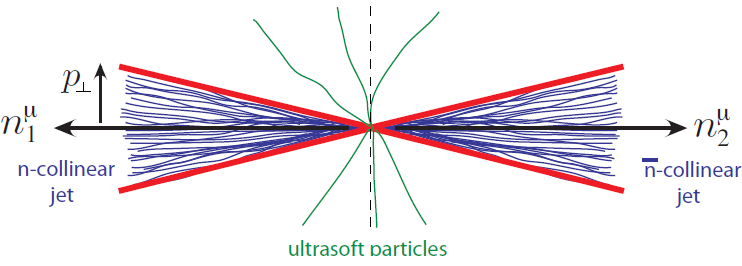 p⊥
n₁^μ
n₂^μ
n-collinear
jet
n̄-collinear
jet
ultrasoft particles